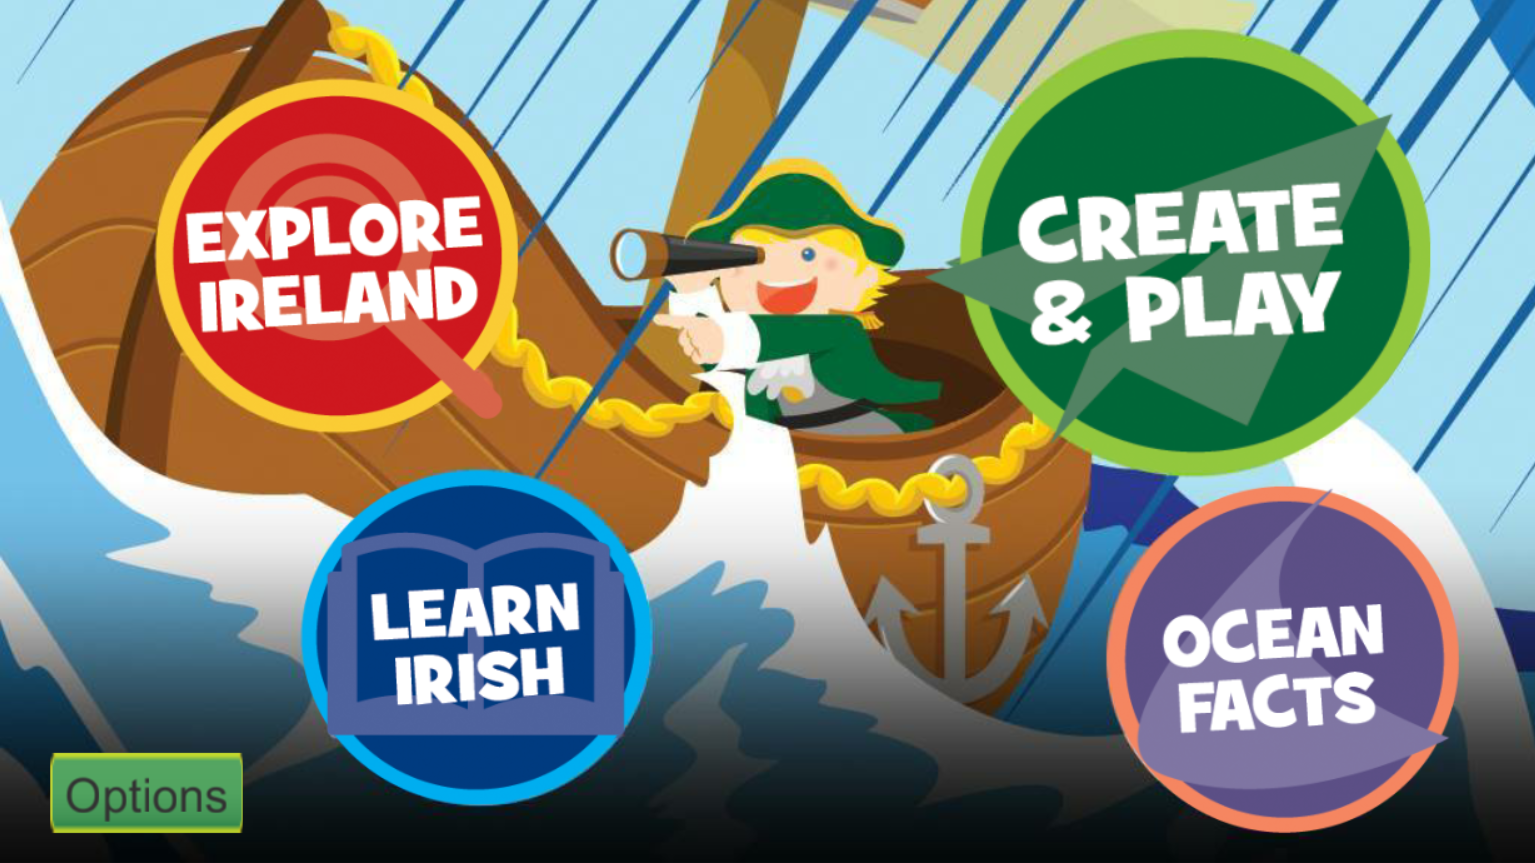 EXPLORE
IRELAND
CREATE
& PLAY
LEARN
IRISH
OCEAN
FACTS
Options